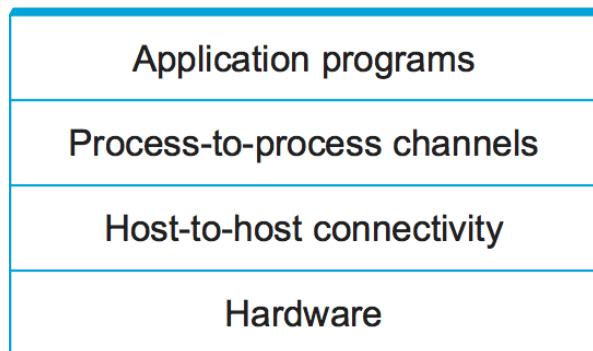 Application programs
Process-to-process channels
Host-to-host connectivity
Hardware